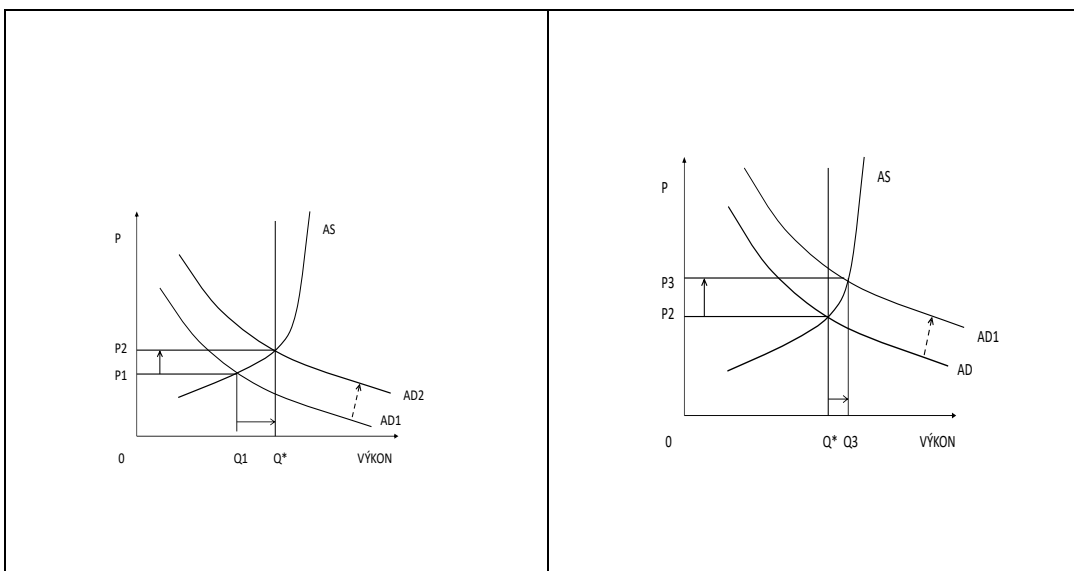 AS
P
P2
P1
AD2
AD1
0 Q1 Q* VÝKON
AS
P
P3
P2
AD1
AD
0 Q* Q3 VÝKON